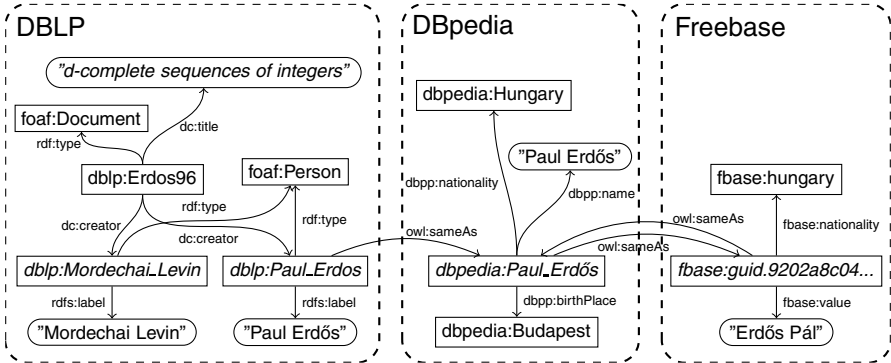 DBLP
DBpedia
Freebase
"d-complete sequences of integers"
foaf:Document
dc:title
rdf:type
dblp:Erdos96
foaf:Person
dc:creator
rdf:type
dc:creator
rdf:type
dblp:Mordechai_Levin
dblp:Paul_Erdos
rdfs:label
rdfs:label
"Mordechai Levin"
"Paul Erdős"
owl:sameAs
dbpedia:Hungary
"Paul Erdős"
dbpp:nationality
dbpp:name
dbpedia:Paul_Erdős
dbpp:birthPlace
dbpedia:Budapest
owl:sameAs
owl:sameAs
fbase:hungary
fbase:nationality
fbase:guid.9202a8c04...
fbase:value
"Erdős Pál"